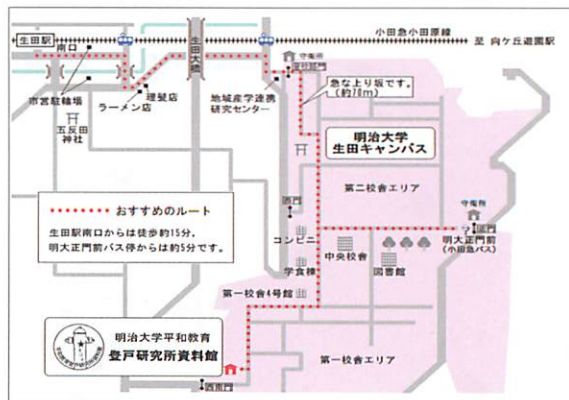 小田急小田原線
生田駅
至 向ケ丘遊園駅
南口
生田大橋
守衛所
急な上り坂です。
(約70m)
市営駐輪場
理髪店
ラーメン店
地域産学連携
研究センター
五反田
神社
明治大学
生田キャンパス
第二校舎エリア
おすすめのルート
生田駅南口からは徒歩約15分,
明大正門前バス停からは約5分です。
西門
守衛所
正門
明大正門前
(小田急バス)
コンビニ
中央校舎
図書館
学食棟
第一校舎4号館
明治大学平和教育
登戸研究所資料館
第一校舎エリア
西南門